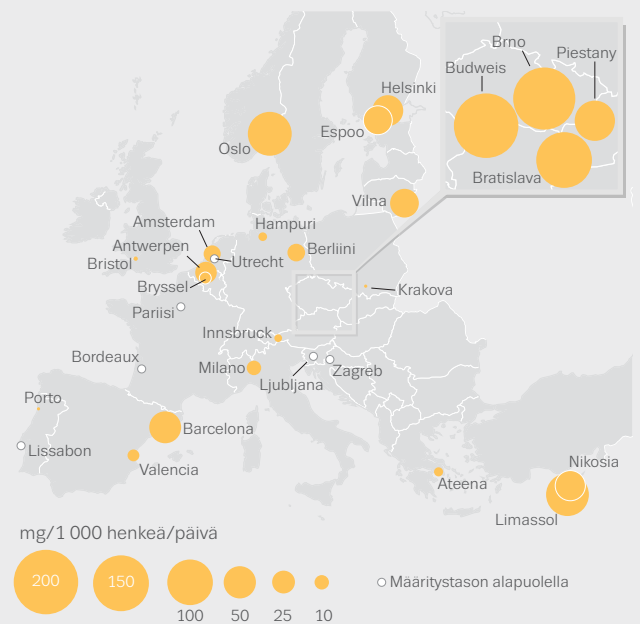 Brno
Piestany
Budweis
Bratislava
Helsinki
Espoo
Oslo
Vilna
Amsterdam
Hampuri
Antwerpen
Berliini
Bristol
Utrecht
Bryssel
Krakova
Pariisi
Innsbruck
Bordeaux
Milano
Zagreb
Ljubljana
Porto
Barcelona
Lissabon
Valencia
Nikosia
Ateena
Limassol
mg/1 000 henkeä/päivä
200
150
100
50
25
10
Määritystason alapuolella